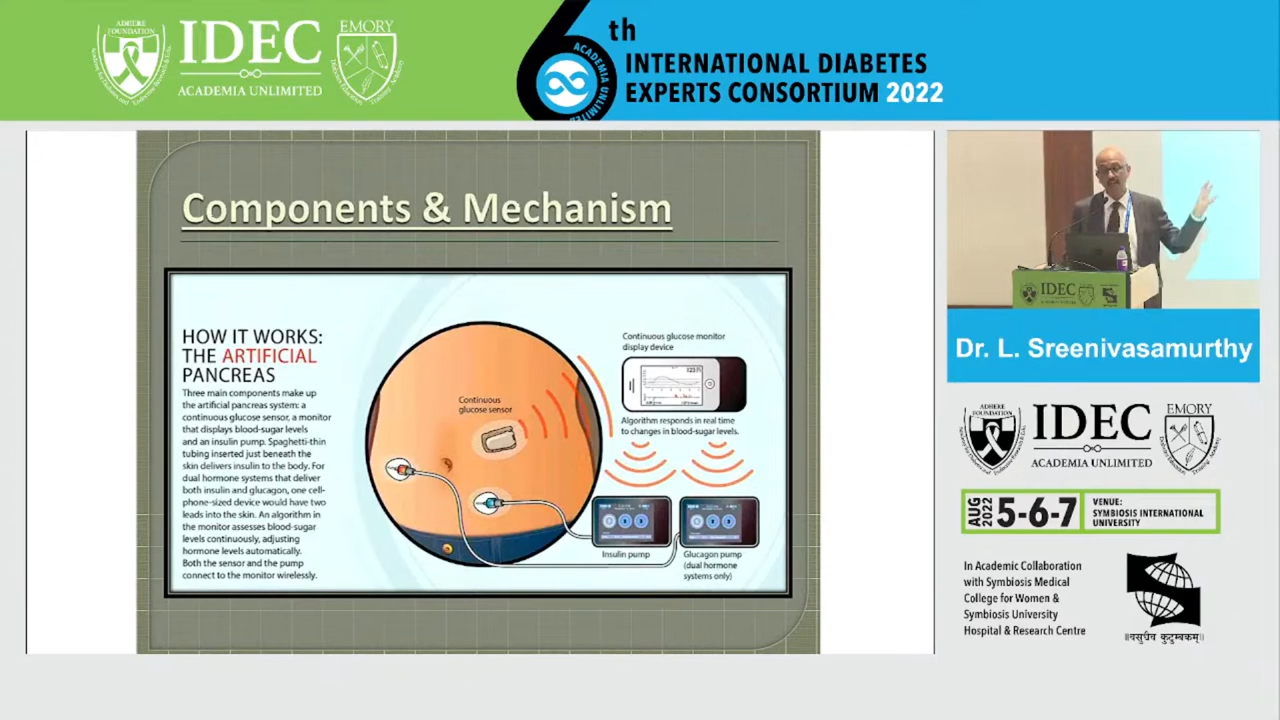 ADHERE
FOUNDATION
IDEC
ACADEMIA UNLIMITED
EMORY
6th
ACADEMIA UNLIMITED
INTERNATIONAL DIABETES
EXPERTS CONSORTIUM 2022
Components & Mechanism
HOW IT WORKS:
THE ARTIFICIAL
PANCREAS
Three main components make up
the artificial pancreas system: a
continuous glucose sensor, a monitor
that displays blood-sugar levels
and an insulin pump. Spaghetti-thin
tubing inserted just beneath the
skin delivers insulin to the body. For
dual hormone systems that deliver
both insulin and glucagon, one cell-
phone-sized device would have two
leads into the skin. An algorithm in
the monitor assesses blood-sugar
levels continuously, adjusting
hormone levels automatically.
Both the sensor and the pump
connect to the monitor wirelessly.
Continuous
glucose sensor
Continuous glucose monitor
display device
Algorithm responds in real time
to changes in blood-sugar levels.
Insulin pump
Glucagon pump
(dual hormone
systems only)
IDEC
Dr. L. Sreenivasamurthy
ADHERE
FOUNDATION
IDEC
ACADEMIA UNLIMITED
EMORY
AUG
2022
5-6-7
VENUE:
SYMBIOSIS INTERNATIONAL
UNIVERSITY
In Academic Collaboration
with Symbiosis Medical
College for Women &
Symbiosis University
Hospital & Research Centre
॥वसुधैव कुटुम्बकम्॥